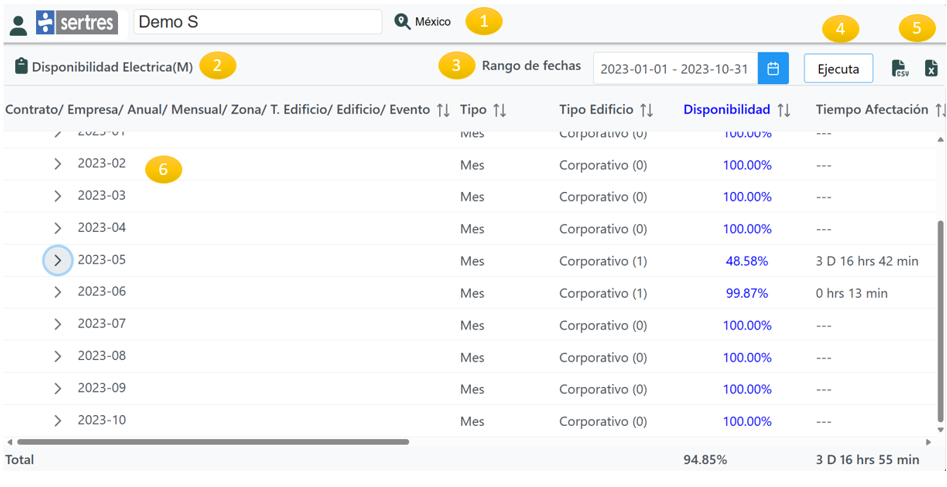 sertres Demo S México 1
4 5
Disponibilidad Electrica(M) 2 3 Rango de fechas 2023-01-01 - 2023-10-31 Ejecuta CSV X
Contrato/ Empresa/ Anual/ Mensual/ Zona/ T. Edificio/ Edificio/ Evento Tipo Tipo Edificio Disponibilidad Tiempo Afectación
2023-01 Mes Corporativo (0) 100.00% ---
2023-02 6 Mes Corporativo (0) 100.00% ---
2023-03 Mes Corporativo (0) 100.00% ---
2023-04 Mes Corporativo (0) 100.00% ---
2023-05 Mes Corporativo (1) 48.58% 3 D 16 hrs 42 min
2023-06 Mes Corporativo (1) 99.87% 0 hrs 13 min
2023-07 Mes Corporativo (0) 100.00% ---
2023-08 Mes Corporativo (0) 100.00% ---
2023-09 Mes Corporativo (0) 100.00% ---
2023-10 Mes Corporativo (0) 100.00% ---
Total 94.85% 3 D 16 hrs 55 min